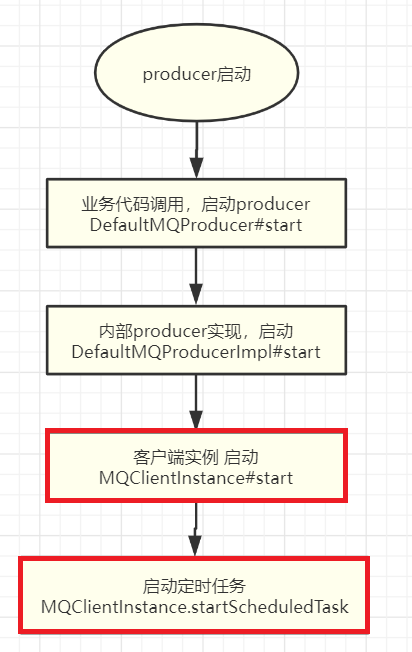 producer启动
业务代码调用，启动producer
DefaultMQProducer#start
内部producer实现，启动
DefaultMQProducerImpl#start
客户端实例 启动
MQClientInstance#start
启动定时任务
MQClientInstance.startScheduledTask